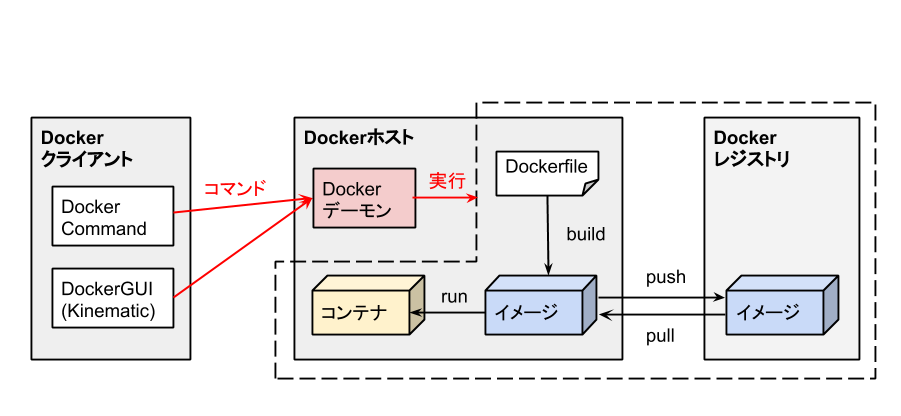 Docker
クライアント
Docker
Command
DockerGUI
(Kinematic)
コマンド
Dockerホスト
Docker
デーモン
実行
Dockerfile
build
コンテナ
run
イメージ
push
pull
Docker
レジストリ
イメージ